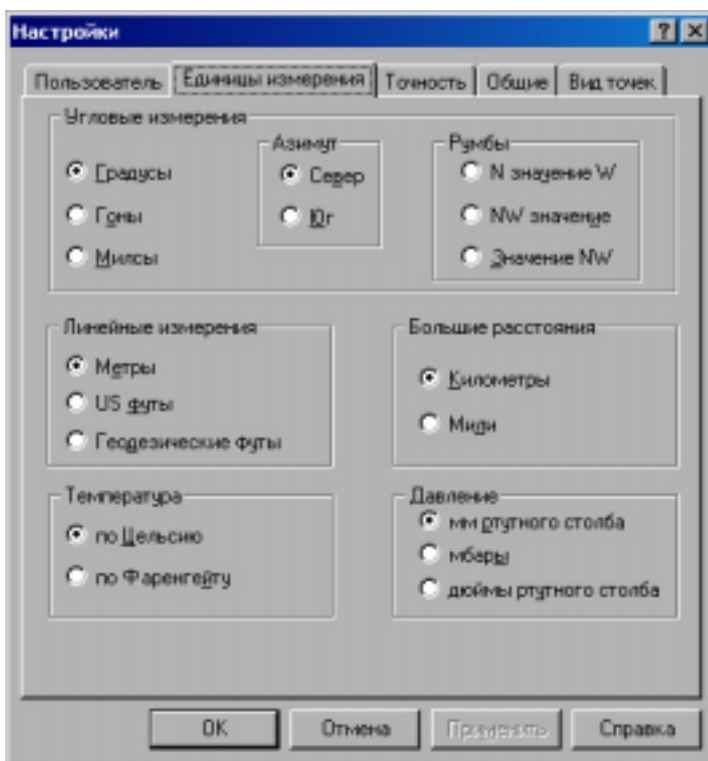 Настройки
Пользователь Единицы измерения Точность Общие Вид точек
Угловые измерения
Градусы
Гоны
Милсы
Азимут
Север
Юг
Румбы
N значение W
NW значение
Значение NW
Линейные измерения
Метры
US футы
Геодезические футы
Большие расстояния
Километры
Мили
Температура
по Цельсию
по Фаренгейту
Давление
мм ртутного столба
мбары
дюймы ртутного столба
OK Отмена Применить Справка